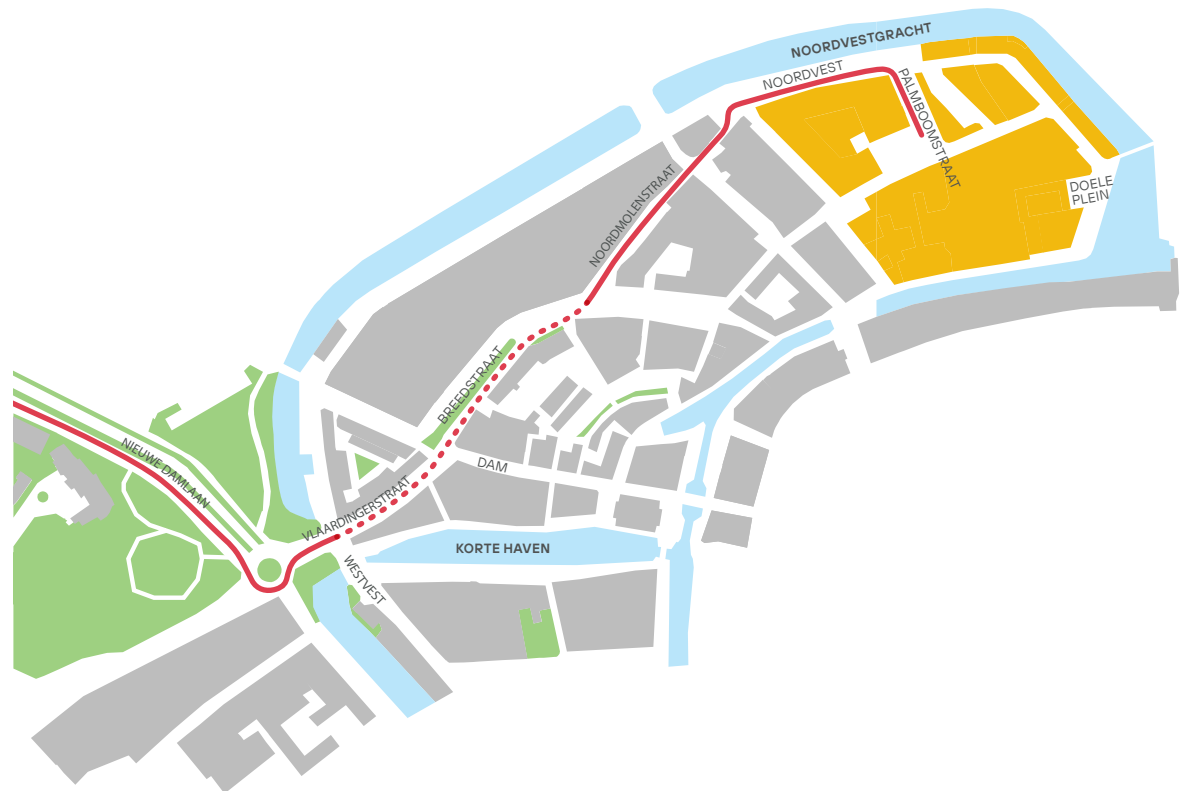 NOORDVESTGRACHT
NOORDVEST
PALMBOOMSTRAAT
DOELE
PLEIN
NOORDMOLENSTRAAT
BREEDSTRAAT
NIEUWE DAMLAAN
DAM
VLAARDINGERSTRAAT
KORTE HAVEN
WESTVEST